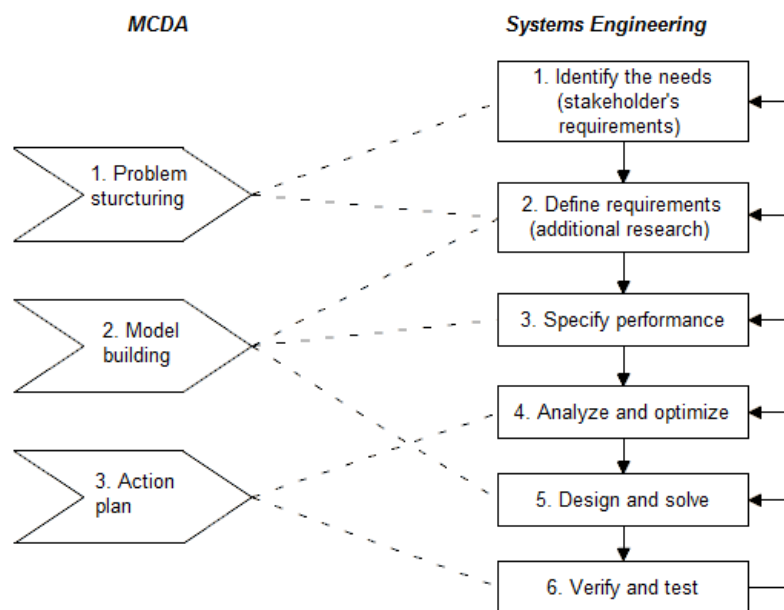 MCDA
Systems Engineering
1. Identify the needs
(stakeholder's
requirements)
1. Problem
sturcturing
2. Define requirements
(additional research)
2. Model
building
3. Specify performance
4. Analyze and optimize
3. Action
plan
5. Design and solve
6. Verify and test